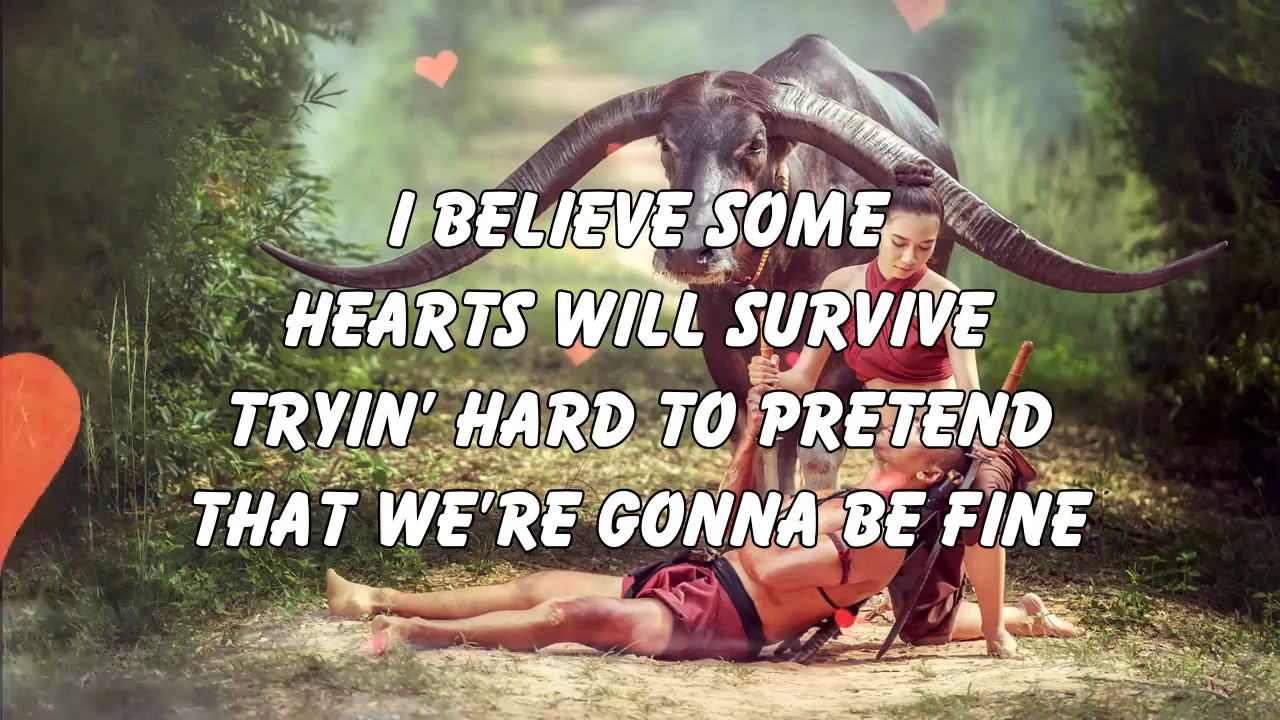 I BELIEVE SOME
HEARTS WILL SURVIVE
TRYIN' HARD TO PRETEND
THAT WE'RE GONNA BE FINE